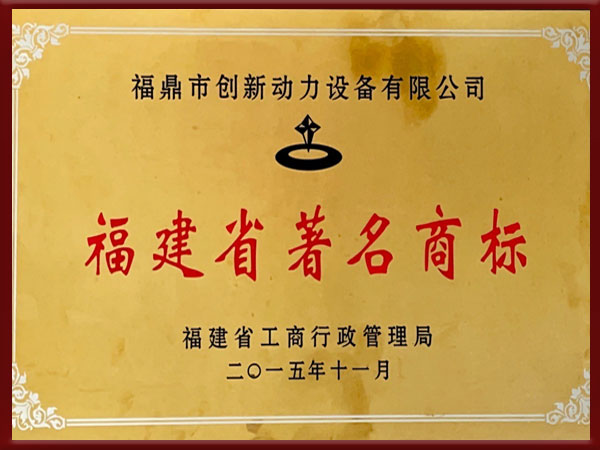 福鼎市创新动力设备有限公司
福建省著名商标
福建省工商行政管理局
二〇一五年十一月